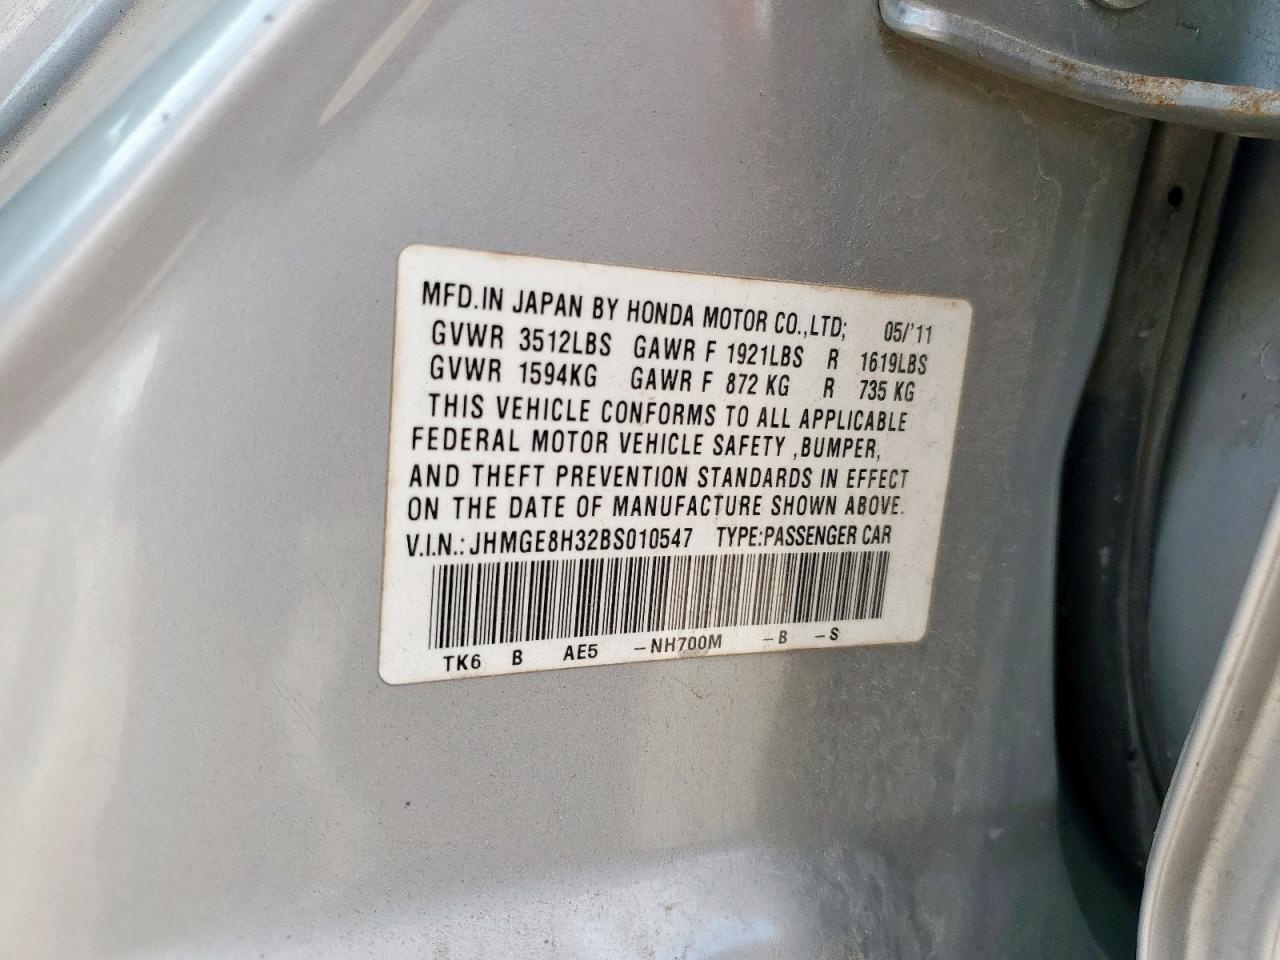 MFD.IN JAPAN BY HONDA MOTOR CO.,LTD; 05/'11
GVWR 3512LBS GAWR F 1921LBS R 1619LBS
GVWR 1594KG GAWR F 872 KG R 735 KG
THIS VEHICLE CONFORMS TO ALL APPLICABLE
FEDERAL MOTOR VEHICLE SAFETY ,BUMPER,
AND THEFT PREVENTION STANDARDS IN EFFECT
ON THE DATE OF MANUFACTURE SHOWN ABOVE.
V.I.N.: JHMGE8H32BS010547 TYPE:PASSENGER CAR
TK6 B AE5 -NH700M -B -S